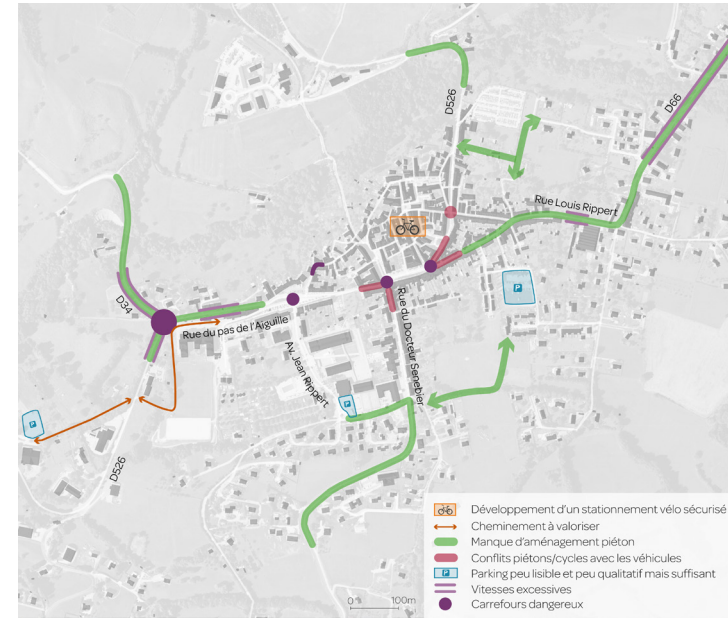 D526
D66
Rue Louis Rippert
P
D34
Rue du pas de l'Aiguille
Rue du Docteur Senebier
Av. Jean Rippert
P
P
D526
Développement d'un stationnement vélo sécurisé
Cheminement à valoriser
Manque d'aménagement piéton
Conflits piétons/cycles avec les véhicules
P
Parking peu lisible et peu qualitatif mais suffisant
Vitesses excessives
Carrefours dangereux
0 100m